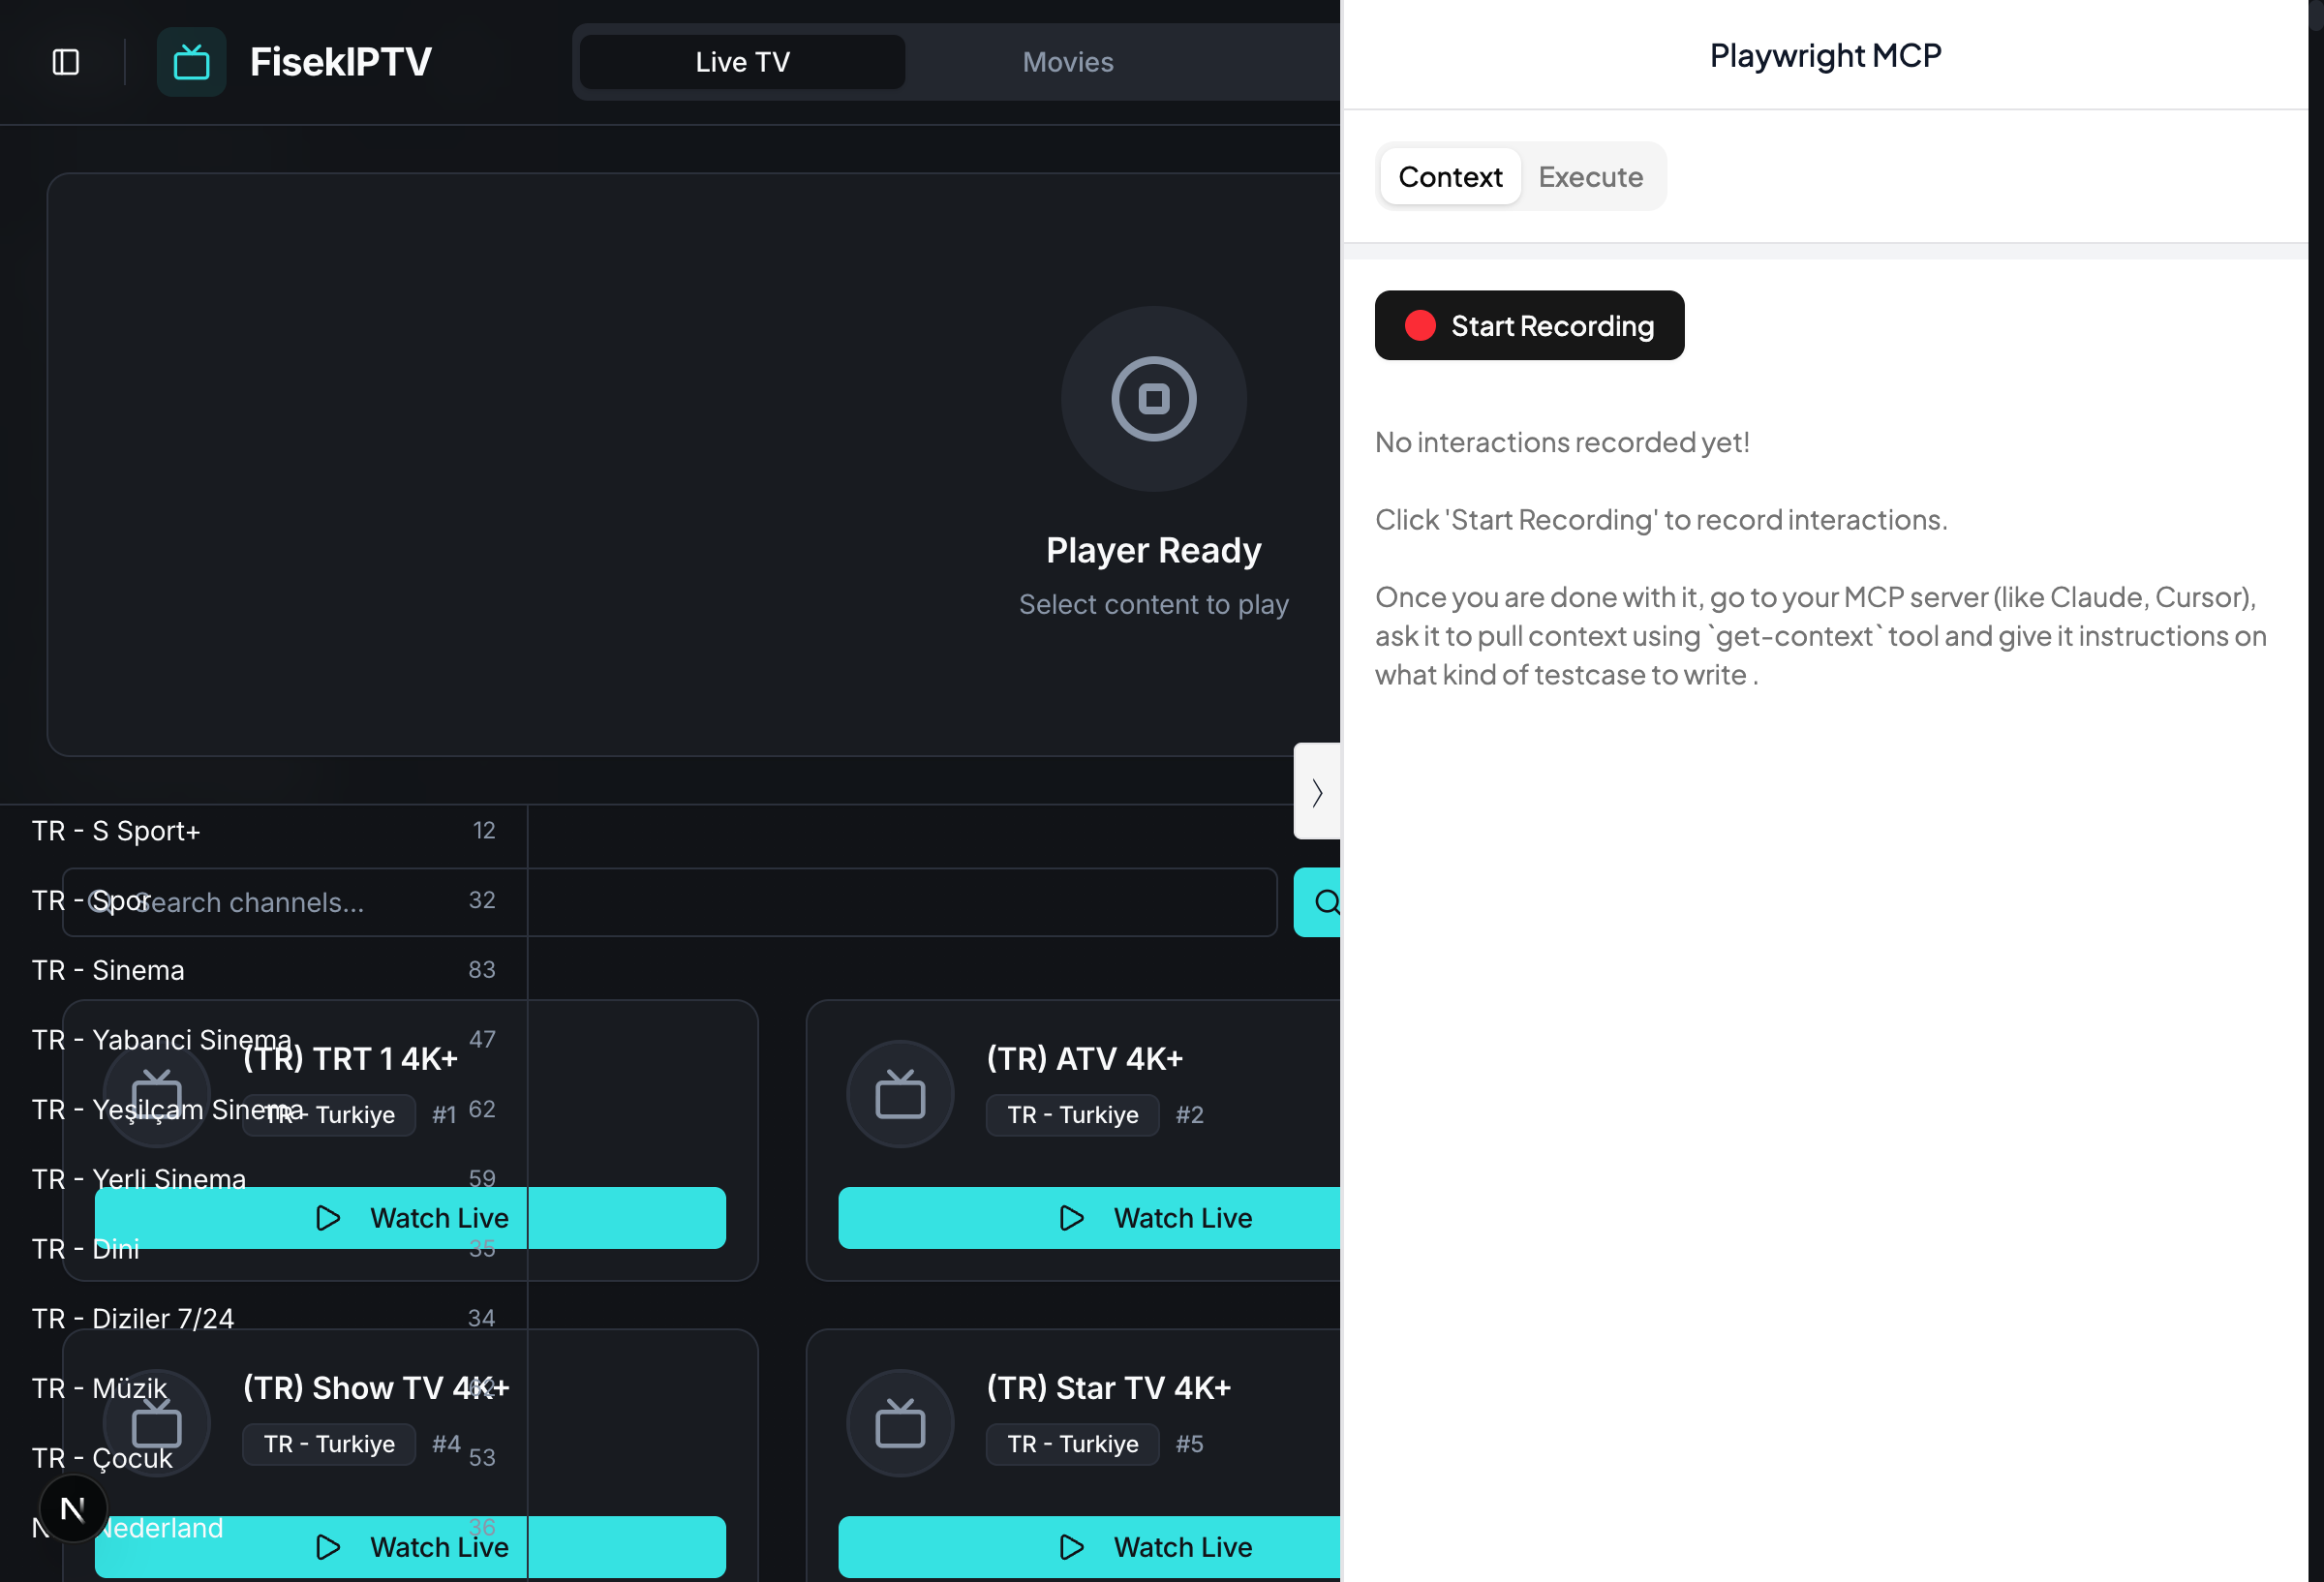 FisekIPTV
Live TV
Movies
Player Ready
Select content to play
TR - S Sport+ 12
TR - Spor 32
Search channels...
TR - Sinema 83
TR - Yabanci Sinema 47
(TR) TRT 1 4K+
TR - Turkiye #1
(TR) ATV 4K+
TR - Turkiye #2
TR - Yeşilçam Sinema 62
TR - Yerli Sinema 59
Watch Live
Watch Live
TR - Dini 35
TR - Diziler 7/24 34
TR - Müzik 62
(TR) Show TV 4K+
TR - Turkiye #4
(TR) Star TV 4K+
TR - Turkiye #5
TR - Çocuk 53
Nederland 36
Watch Live
Watch Live
Playwright MCP
Context
Execute
Start Recording
No interactions recorded yet!
Click 'Start Recording' to record interactions.
Once you are done with it, go to your MCP server (like Claude, Cursor),
ask it to pull context using `get-context` tool and give it instructions on
what kind of testcase to write .